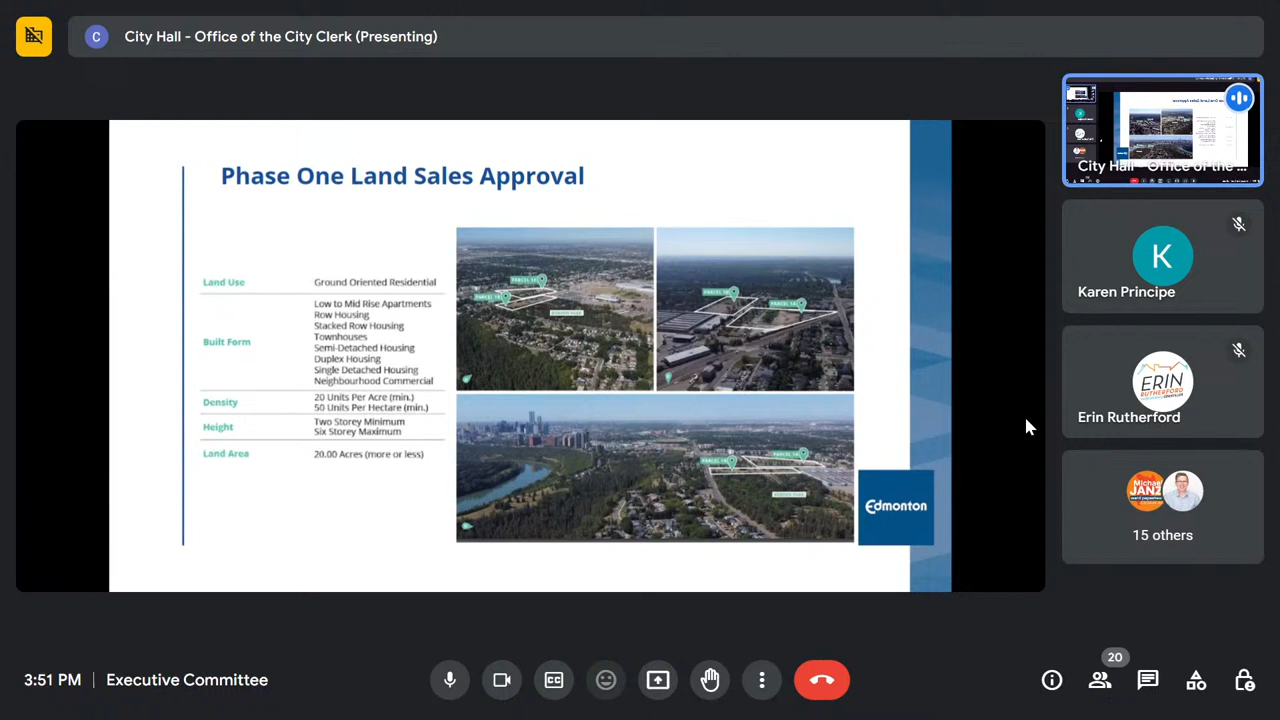 C
City Hall - Office of the City Clerk (Presenting)
Phase One Land Sales Approval
Land Use
Ground Oriented Residential
Built Form
Low to Mid Rise Apartments
Row Housing
Stacked Row Housing
Townhouses
Semi-Detached Housing
Duplex Housing
Single Detached Housing
Neighbourhood Commercial
Density
20 Units Per Acre (min.)
50 Units Per Hectare (min.)
Height
Two Storey Minimum
Six Storey Maximum
Land Area
20.00 Acres (more or less)
Edmonton
City Hall - Office of the ...
K
Karen Principe
ERIN
RUTHERFORD
Erin Rutherford
Michael
JANZ
15 others
3:51 PM
Executive Committee
CC
20